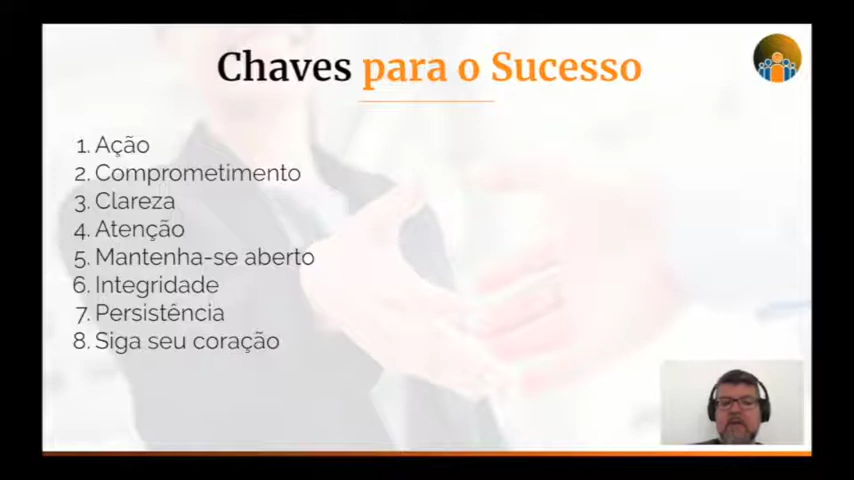 Chaves para o Sucesso
1. Ação
2. Comprometimento
3. Clareza
4. Atenção
5. Mantenha-se aberto
6. Integridade
7. Persistência
8. Siga seu coração